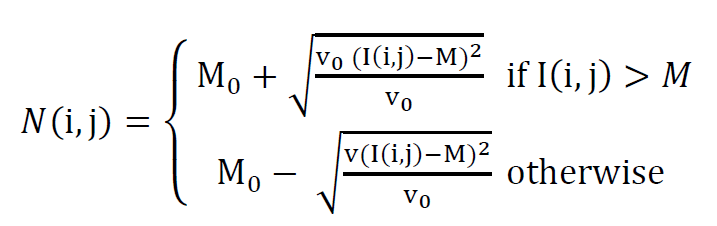 N(i,j) = { M₀ + √(v₀ (I(i,j)−M)² / v₀) if I(i,j) > M
M₀ − √(v(I(i,j)−M)² / v₀) otherwise